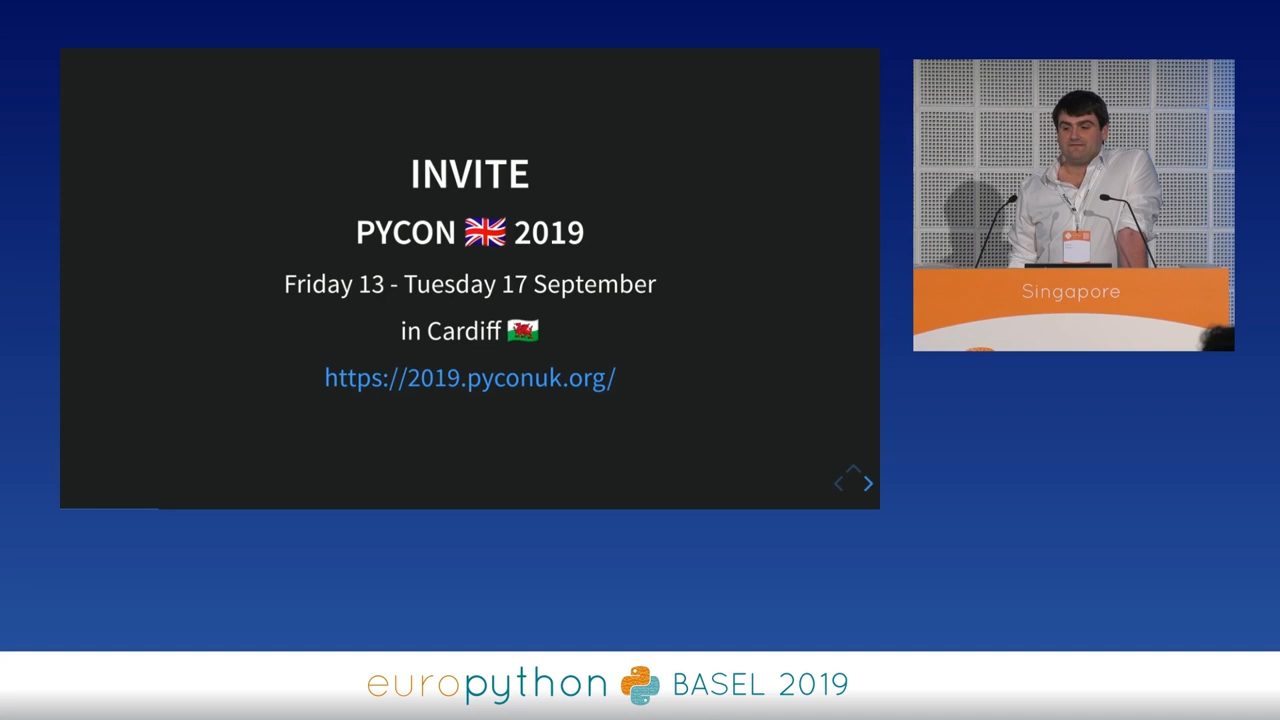 INVITE
PYCON 🇬🇧 2019
Friday 13 - Tuesday 17 September
in Cardiff 🏴󠁧󠁢󠁷󠁬󠁳󠁿
https://2019.pyconuk.org/
Singapore
europython BASEL 2019